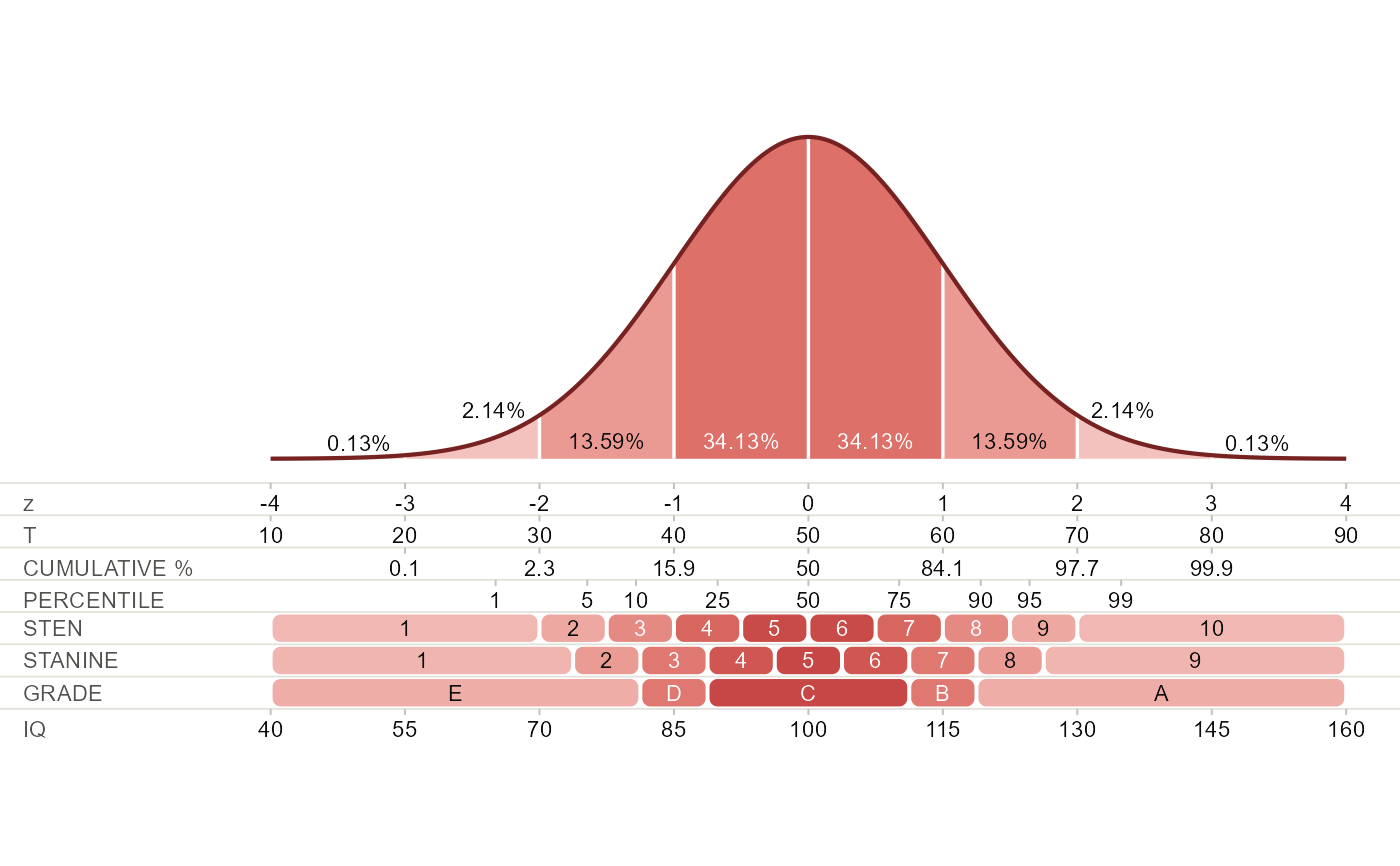 2.14% 2.14%
0.13% 13.59% 34.13% 34.13% 13.59% 0.13%
z -4 -3 -2 -1 0 1 2 3 4
T 10 20 30 40 50 60 70 80 90
CUMULATIVE % 0.1 2.3 15.9 50 84.1 97.7 99.9
PERCENTILE 1 5 10 25 50 75 90 95 99
STEN 1 2 3 4 5 6 7 8 9 10
STANINE 1 2 3 4 5 6 7 8 9
GRADE E D C B A
IQ 40 55 70 85 100 115 130 145 160